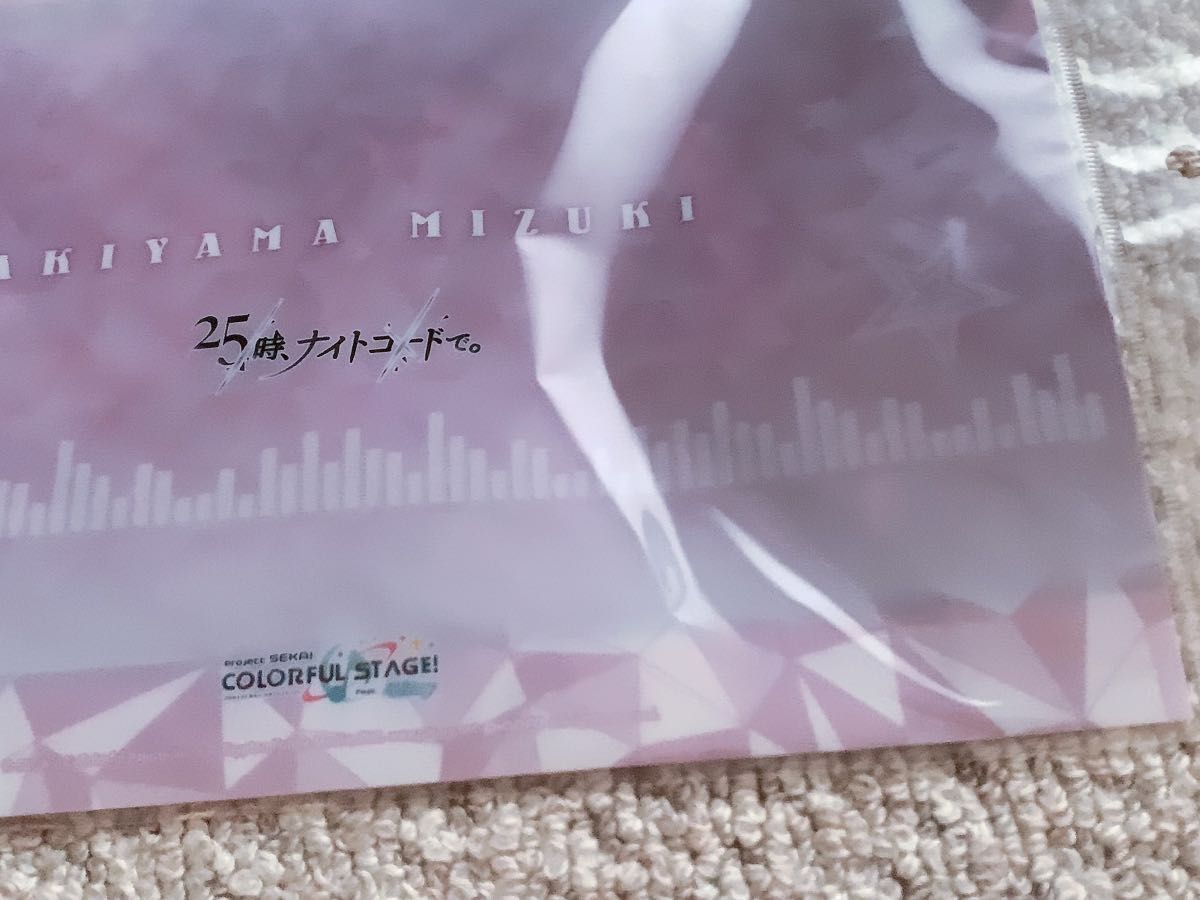 AKIYAMA MIZUKI
25時、ナイトコードで。
Project SEKAI
COLORFUL STAGE!